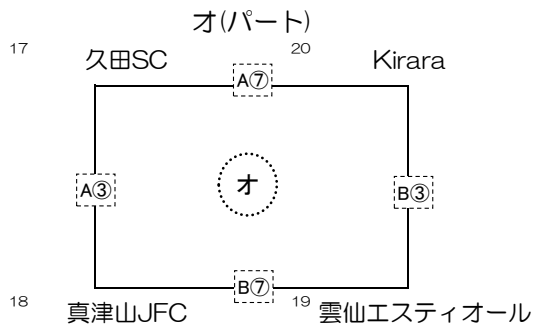 オ(パート)
17 20
久田SC Kirara
A⑦
オ
A③ B③
B⑦
18 19
真津山JFC 雲仙エスティオール